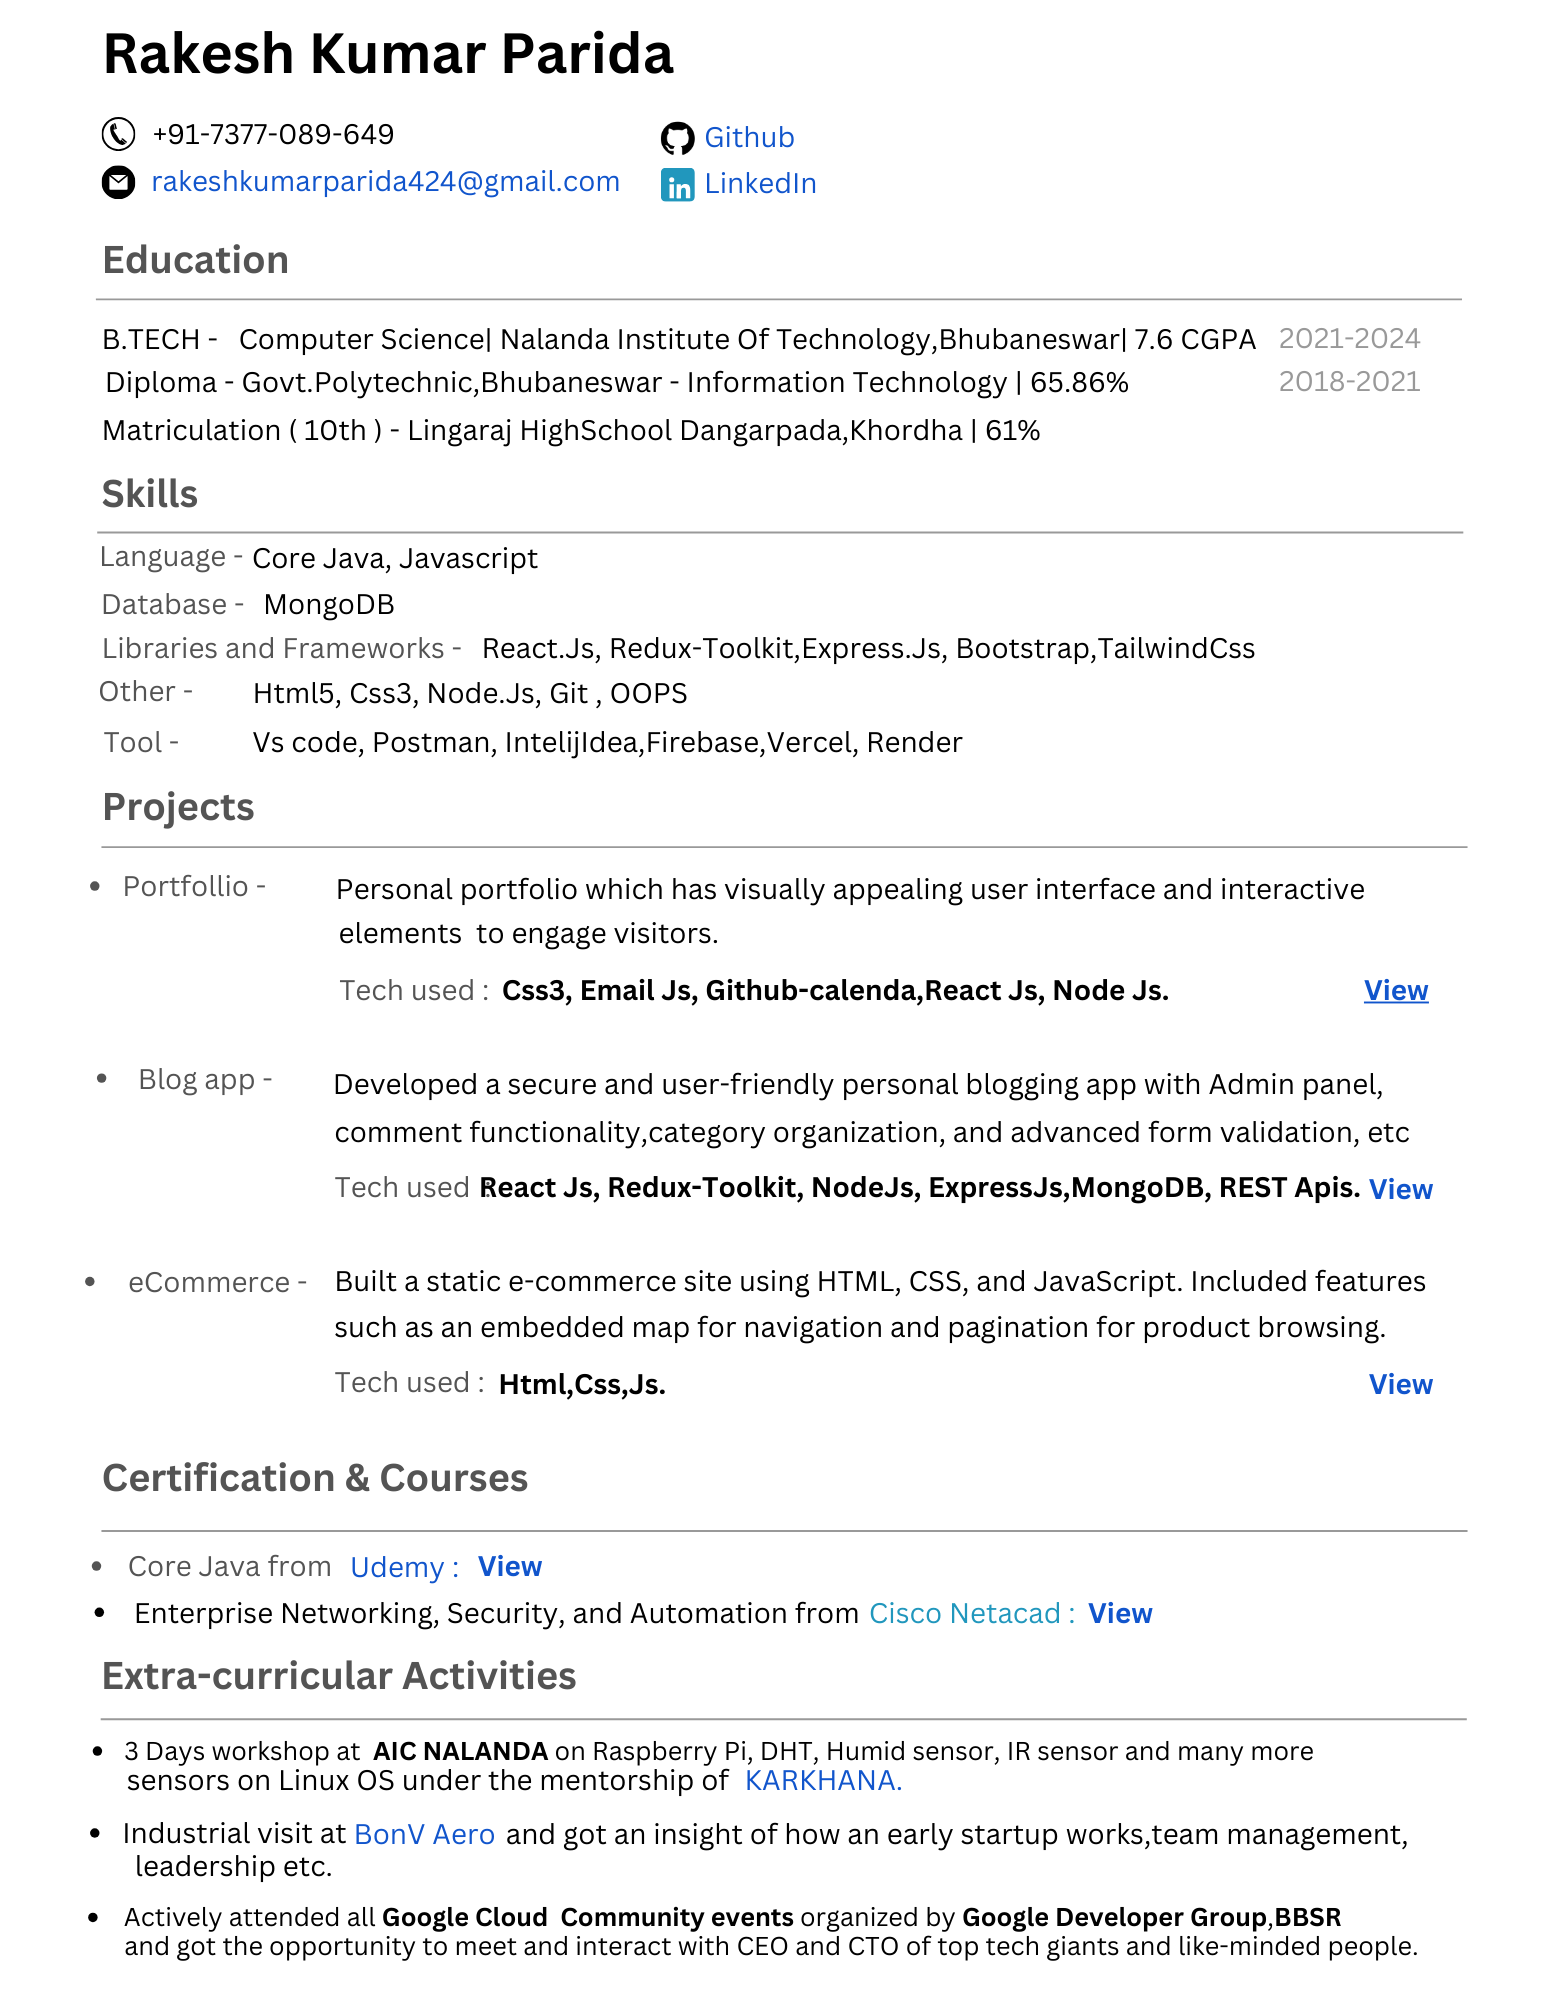 Rakesh Kumar Parida
+91-7377-089-649
Github
rakeshkumarparida424@gmail.com
LinkedIn
Education
B.TECH - Computer Science| Nalanda Institute Of Technology,Bhubaneswar| 7.6 CGPA 2021-2024
Diploma - Govt.Polytechnic,Bhubaneswar - Information Technology | 65.86% 2018-2021
Matriculation ( 10th ) - Lingaraj HighSchool Dangarpada,Khordha | 61%
Skills
Language - Core Java, Javascript
Database - MongoDB
Libraries and Frameworks - React.Js, Redux-Toolkit,Express.Js, Bootstrap,TailwindCss
Other - Html5, Css3, Node.Js, Git , OOPS
Tool - Vs code, Postman, IntelijIdea,Firebase,Vercel, Render
Projects
• Portfollio - Personal portfolio which has visually appealing user interface and interactive
elements to engage visitors.
Tech used : Css3, Email Js, Github-calenda,React Js, Node Js. View
• Blog app - Developed a secure and user-friendly personal blogging app with Admin panel,
comment functionality,category organization, and advanced form validation, etc
Tech used : React Js, Redux-Toolkit, NodeJs, ExpressJs,MongoDB, REST Apis. View
• eCommerce - Built a static e-commerce site using HTML, CSS, and JavaScript. Included features
such as an embedded map for navigation and pagination for product browsing.
Tech used : Html,Css,Js. View
Certification & Courses
• Core Java from Udemy : View
• Enterprise Networking, Security, and Automation from Cisco Netacad : View
Extra-curricular Activities
• 3 Days workshop at AIC NALANDA on Raspberry Pi, DHT, Humid sensor, IR sensor and many more
sensors on Linux OS under the mentorship of KARKHANA.
• Industrial visit at BonV Aero and got an insight of how an early startup works,team management,
leadership etc.
• Actively attended all Google Cloud Community events organized by Google Developer Group,BBSR
and got the opportunity to meet and interact with CEO and CTO of top tech giants and like-minded people.